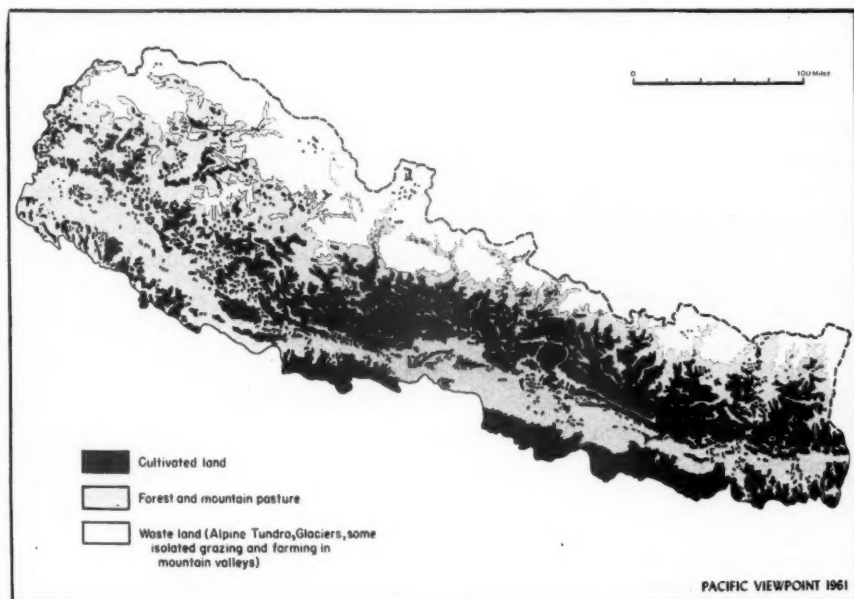 0 100 Miles
Cultivated land
Forest and mountain pasture
Waste land (Alpine Tundra, Glaciers, some
isolated grazing and farming in
mountain valleys)
PACIFIC VIEWPOINT 1961